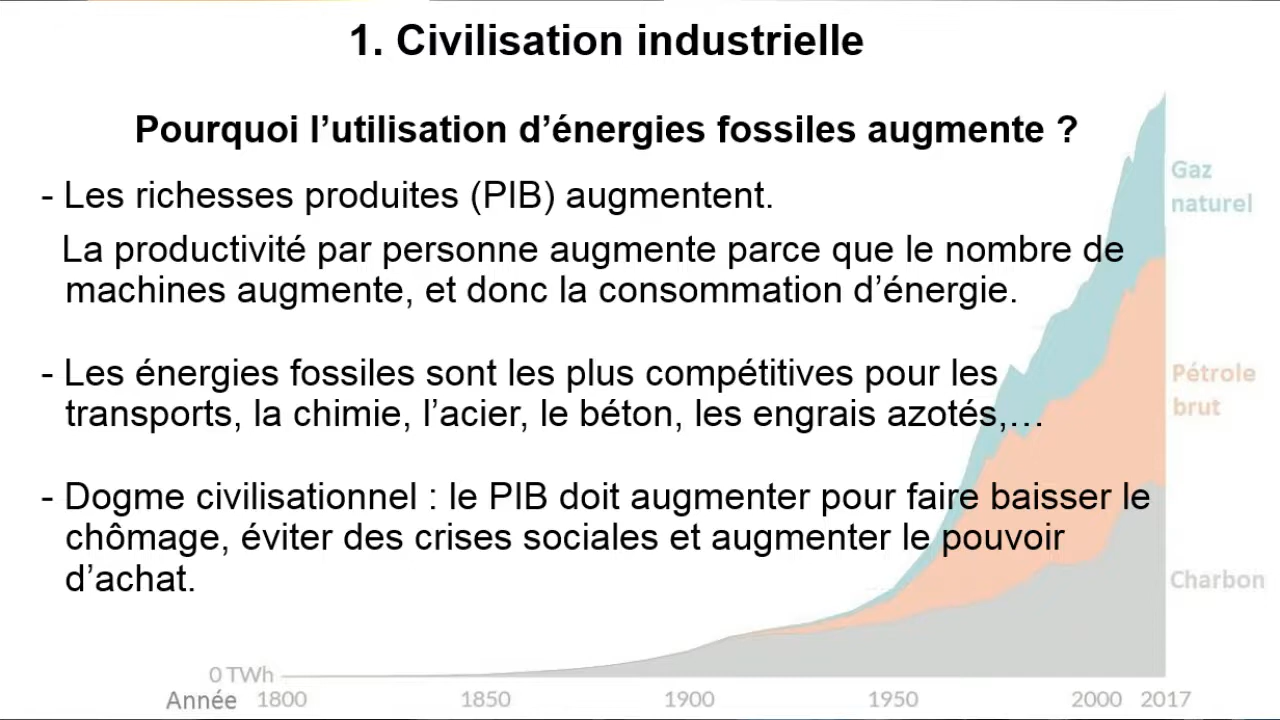 1. Civilisation industrielle
Pourquoi l’utilisation d’énergies fossiles augmente ?
- Les richesses produites (PIB) augmentent.
La productivité par personne augmente parce que le nombre de
machines augmente, et donc la consommation d’énergie.
- Les énergies fossiles sont les plus compétitives pour les
transports, la chimie, l’acier, le béton, les engrais azotés,…
- Dogme civilisationnel : le PIB doit augmenter pour faire baisser le
chômage, éviter des crises sociales et augmenter le pouvoir
d’achat.
Gaz
naturel
Pétrole
brut
Charbon
0 TWh
Année 1800 1850 1900 1950 2000 2017